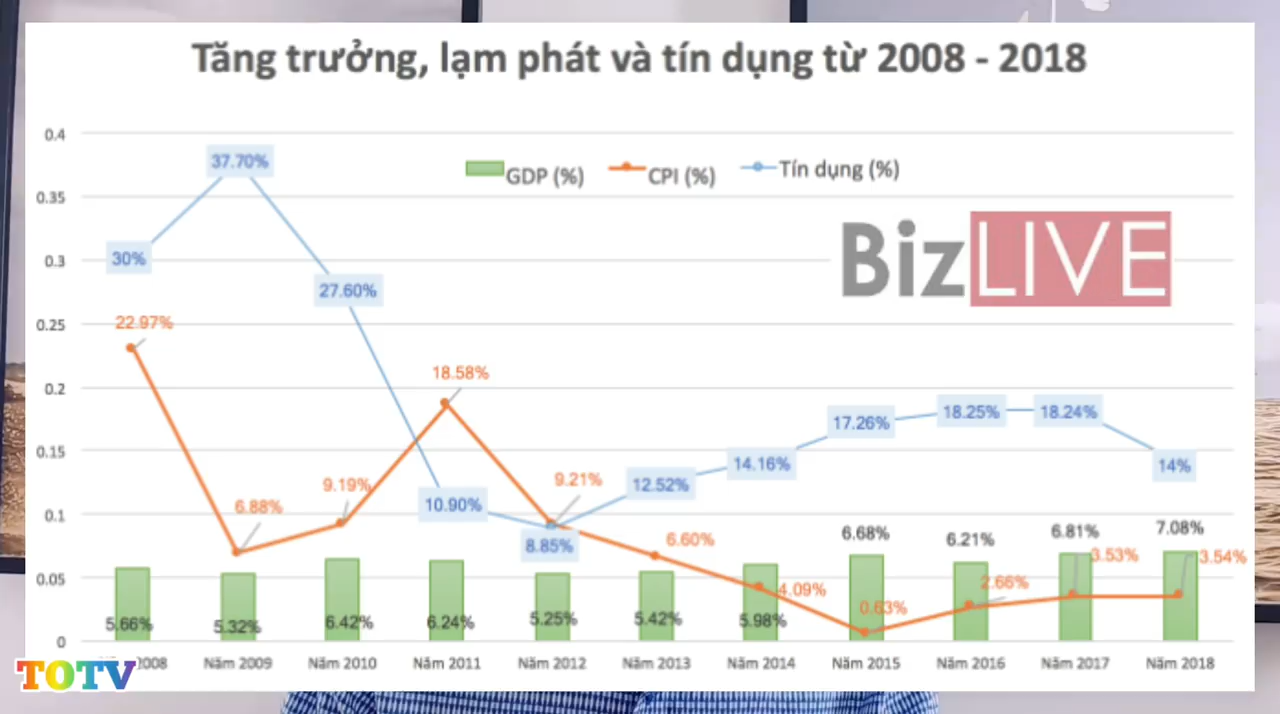 Tăng trưởng, lạm phát và tín dụng từ 2008 - 2018
0.4
0.35
0.3
0.25
0.2
0.15
0.1
0.05
0
GDP (%) CPI (%) Tín dụng (%)
BizLIVE
30% 37.70% 27.60% 10.90% 8.85% 12.52% 14.16% 17.26% 18.25% 18.24% 14%
22.97% 6.88% 9.19% 18.58% 9.21% 6.60% 4.09% 0.63% 2.66% 3.53% 3.54%
5.66% 5.32% 6.42% 6.24% 5.25% 5.42% 5.98% 6.68% 6.21% 6.81% 7.08%
2008 Năm 2009 Năm 2010 Năm 2011 Năm 2012 Năm 2013 Năm 2014 Năm 2015 Năm 2016 Năm 2017 Năm 2018
TOTV